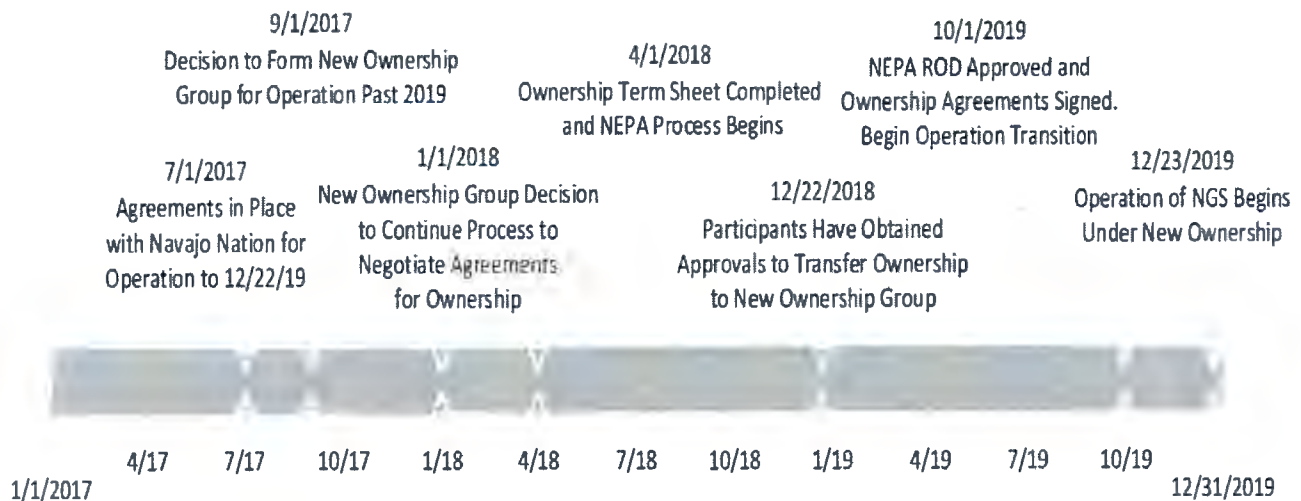 9/1/2017
Decision to Form New Ownership
Group for Operation Past 2019
4/1/2018
Ownership Term Sheet Completed
and NEPA Process Begins
10/1/2019
NEPA ROD Approved and
Ownership Agreements Signed.
Begin Operation Transition
7/1/2017
Agreements in Place
with Navajo Nation for
Operation to 12/22/19
1/1/2018
New Ownership Group Decision
to Continue Process to
Negotiate Agreements
for Ownership
12/22/2018
Participants Have Obtained
Approvals to Transfer Ownership
to New Ownership Group
12/23/2019
Operation of NGS Begins
Under New Ownership
4/17 7/17 10/17 1/18 4/18 7/18 10/18 1/19 4/19 7/19 10/19
1/1/2017 12/31/2019